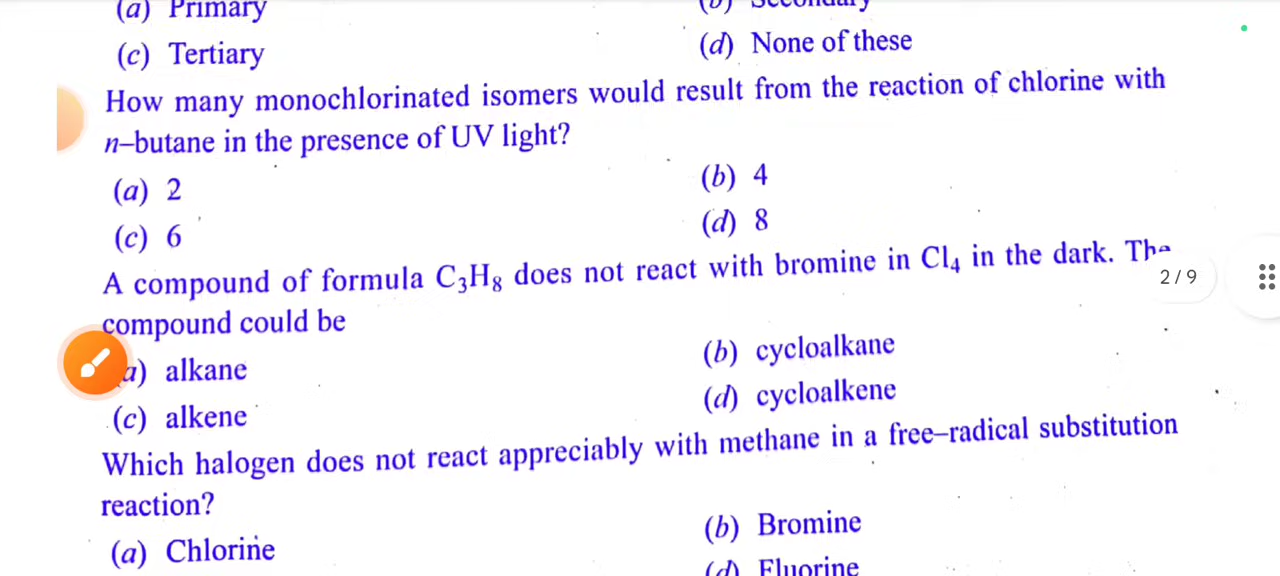 (a) Primary
(c) Tertiary
(d) None of these
How many monochlorinated isomers would result from the reaction of chlorine with
n–butane in the presence of UV light?
(a) 2
(b) 4
(c) 6
(d) 8
A compound of formula C₃H₈ does not react with bromine in Cl₄ in the dark. The
2 / 9
compound could be
a) alkane
(b) cycloalkane
(c) alkene
(d) cycloalkene
Which halogen does not react appreciably with methane in a free–radical substitution
reaction?
(a) Chlorine
(b) Bromine
(d) Fluorine